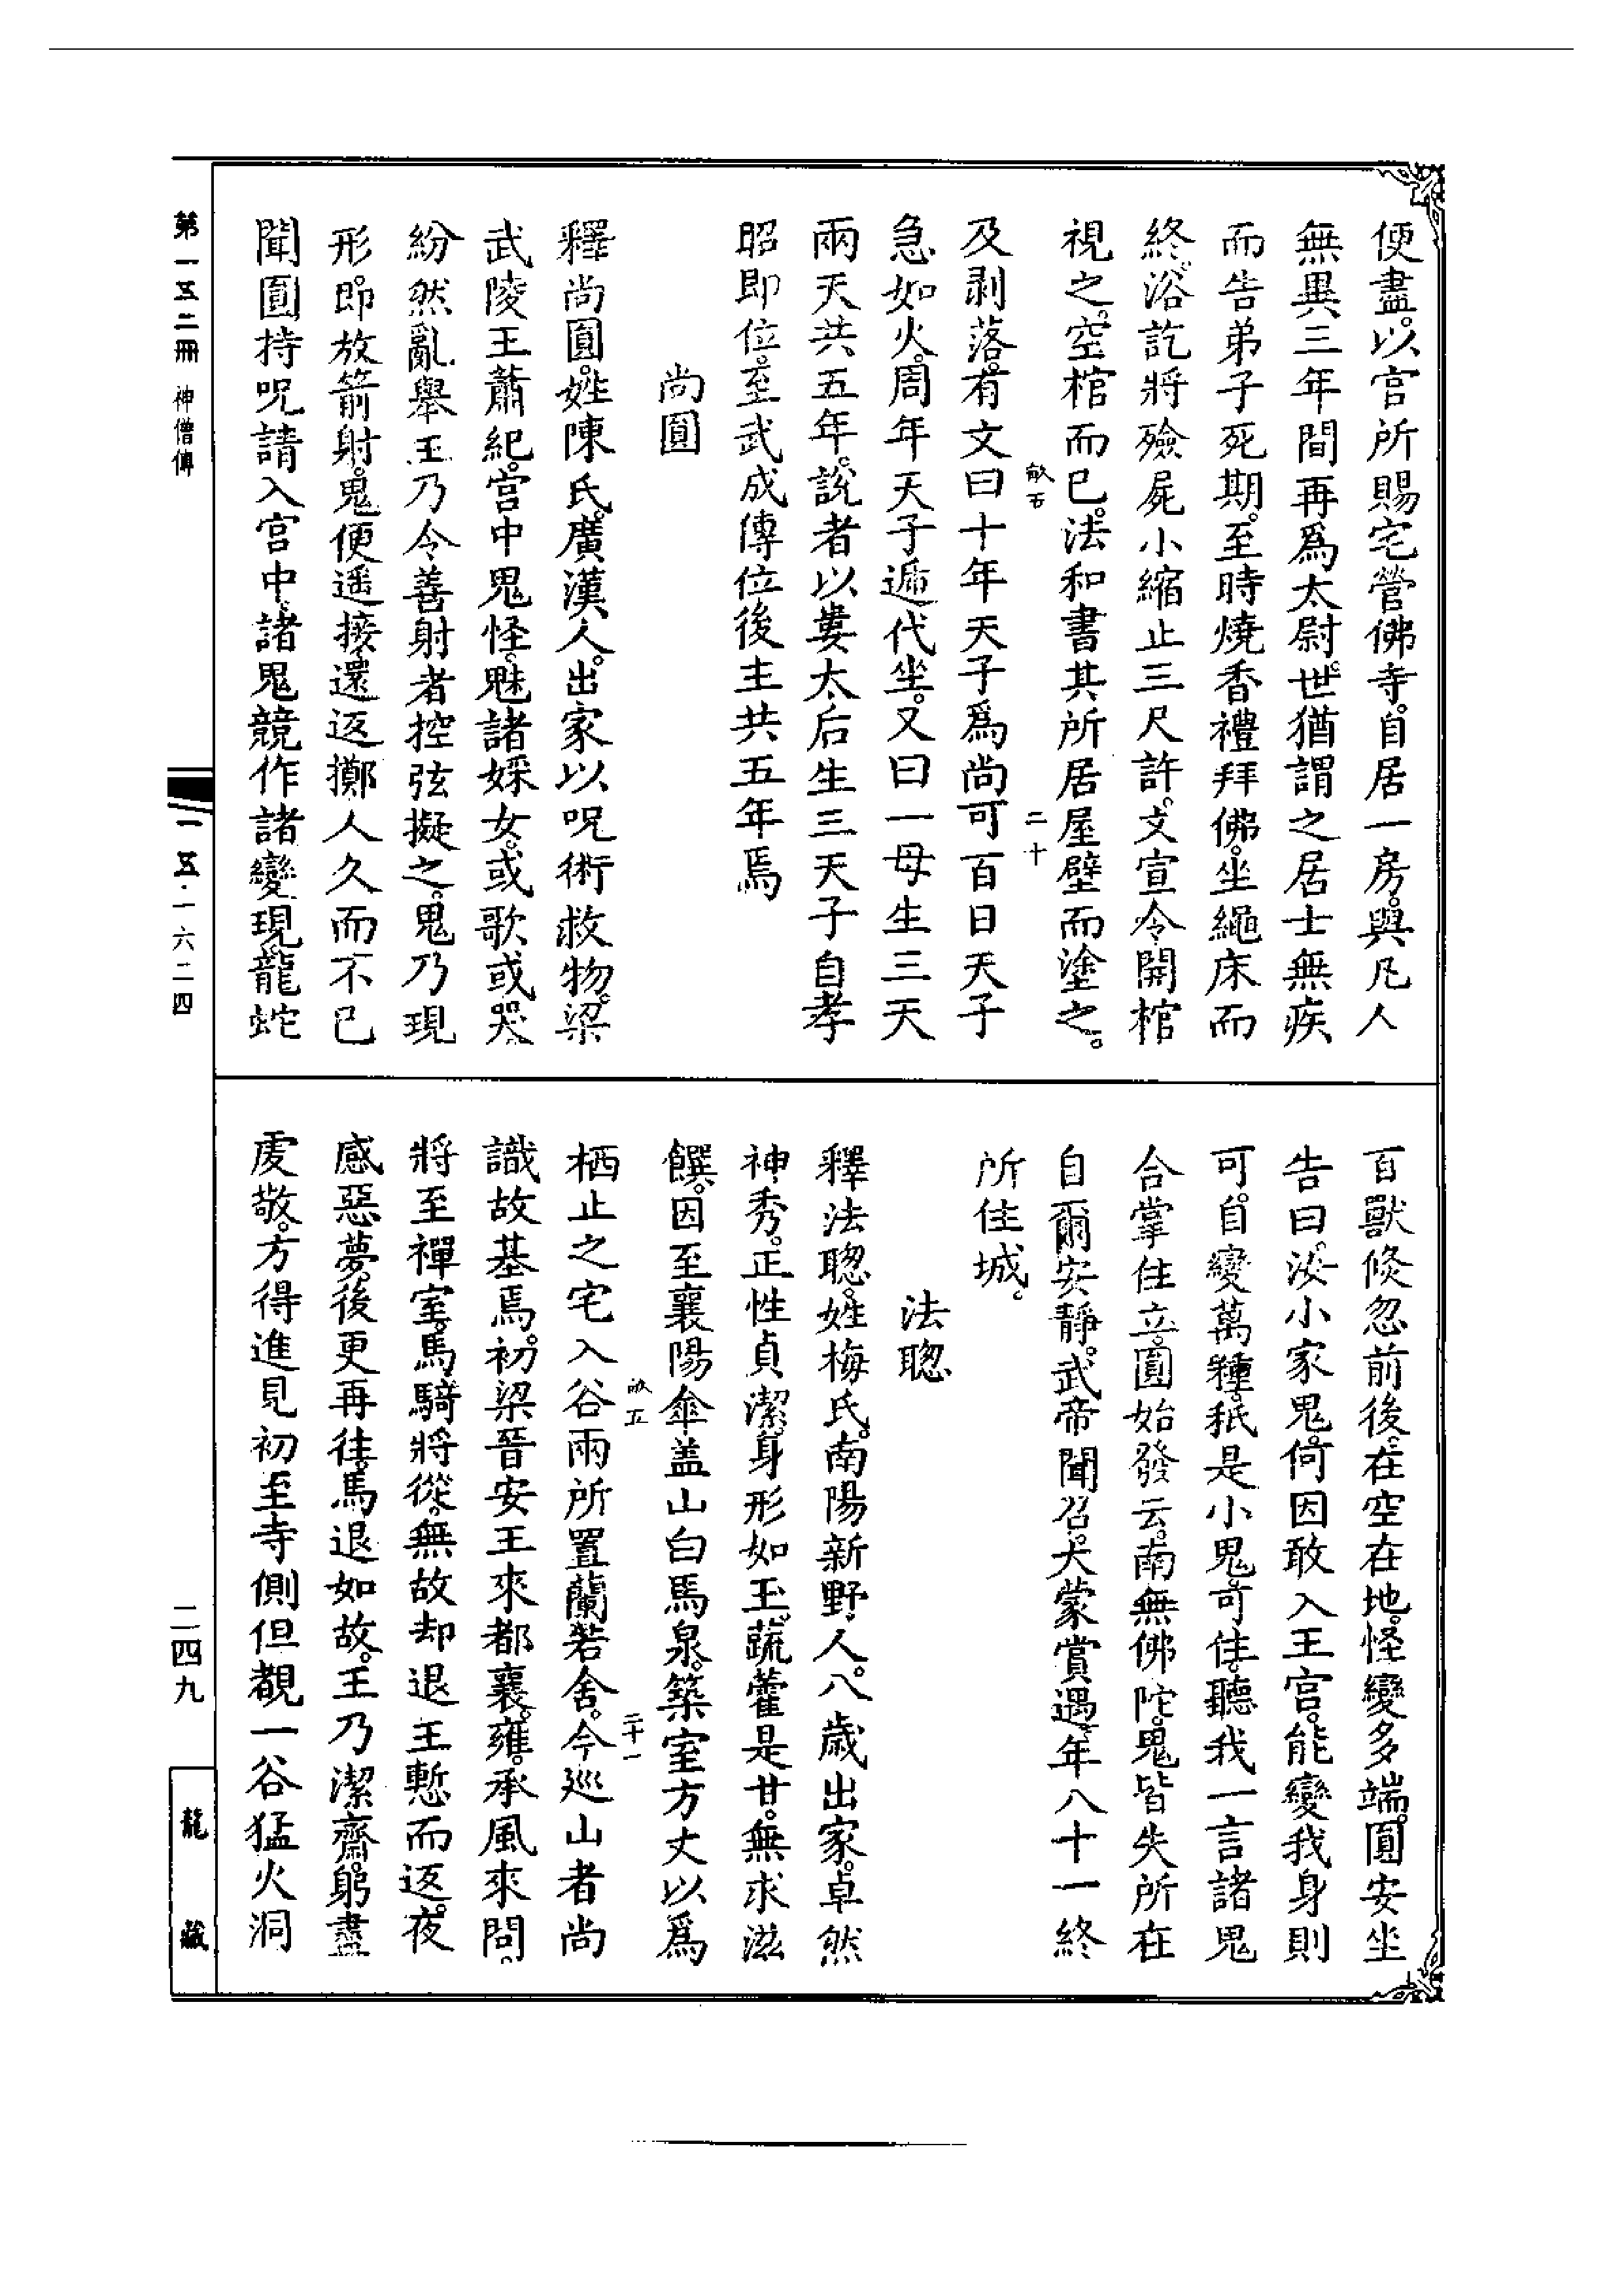 便盡。以官所賜宅營佛寺。自居一房。與凡人
無異三年間再爲太尉。世猶謂之居士無疾
而告弟子死期。至時燒香禮拜佛。坐繩床而
終。浴訖將殮屍小縮止三尺許。文宣令開棺
視之。空棺而已。法和書其所居屋壁而塗之。
二十
及剥落。有文曰十年天子爲尚可百日天子
急如火。周年天子遞代坐。又曰一母生三天
兩天共五年。說者以婁太后生三天子自孝
昭即位。至武成傳位後主共五年焉
尚圓
釋尚圓。姓陳氏。廣漢人。出家以呪術救物。梁
武陵王蕭紀。宫中鬼怪。魅諸婇女。或歌或哭。
紛然亂舉王乃令善射者控弦擬之。鬼乃現
形。即放箭射。鬼便遥接還返擲人久而不已
聞圓持呪請入宫中。諸鬼競作諸變現龍蛇
百獸倏忽前後。在空在地。怪變多端。圓安坐
告曰。汝小家鬼。何因敢入王宫。能變我身則
可。自變萬種。秖是小鬼。可住。聽我一言諸鬼
合掌住立。圓始發云。南無佛陀。鬼皆失所在
自爾安靜。武帝聞召。大蒙賞遇。年八十一終
所住城。
法聰
釋法聰。姓梅氏。南陽新野人。八歲出家。卓然
神秀。正性貞潔。身形如玉。蔬藿是甘。無求滋
饌。因至襄陽傘盖山白馬泉。築室方丈以爲
二十一
栖止之宅入谷兩所置蘭若舍。今巡山者尚
識故基焉。初梁晉安王來都襄。雍。承風來問。
將至禪室。馬騎將從。無故却退王慙而返。夜
感惡夢。後更再往。馬退如故。王乃潔齋。躬盡
虔敬。方得進見初至寺側但覩一谷猛火洞
第一五二冊 神僧傳
一五·一六二四
二四九
龍藏